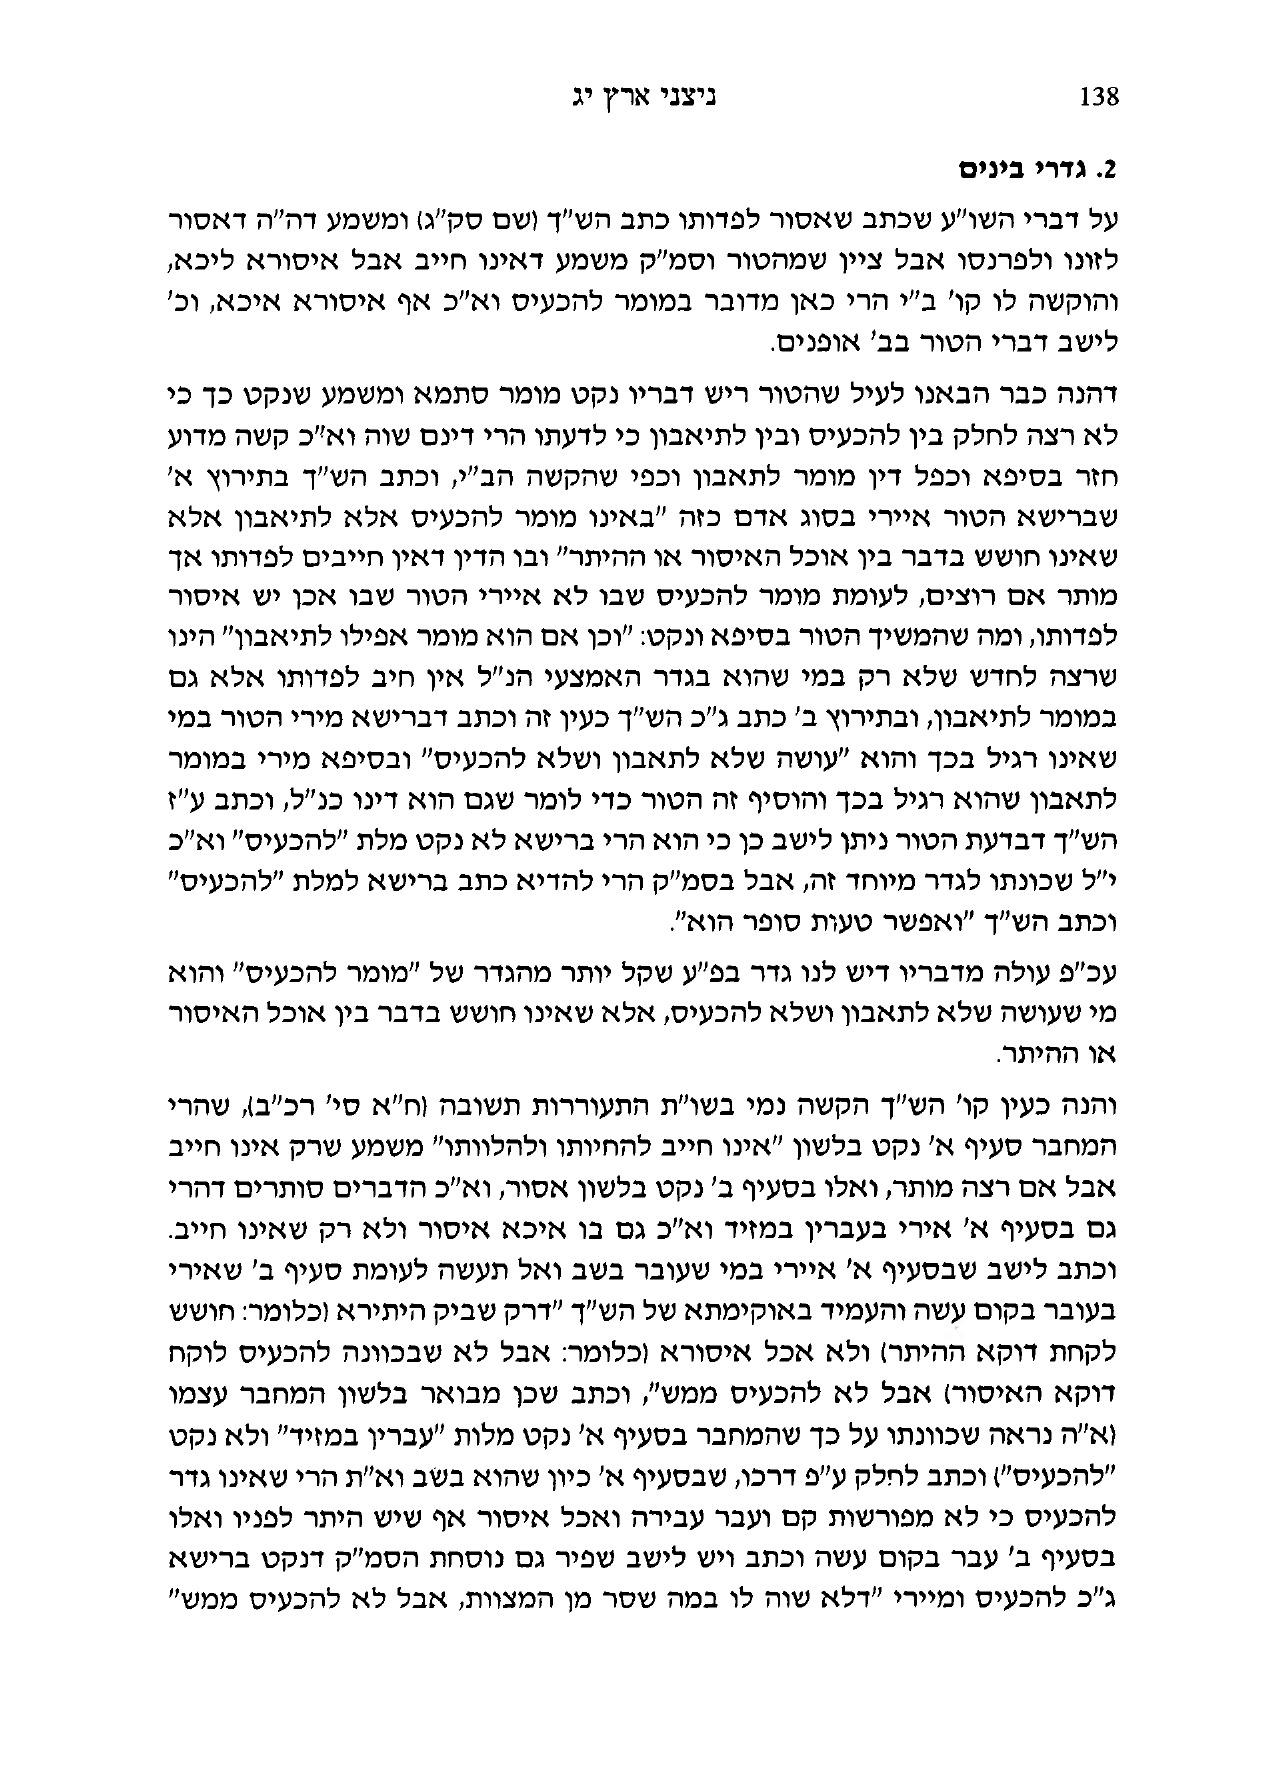 138
ניצני ארץ יג
2. גדרי בינים
על דברי השו"ע שכתב שאסור לפדותו כתב הש"ך (שם סק"ג) ומשמע דה"ה דאסור
לזונו ולפרנסו אבל ציין שמהטור וסמ"ק משמע דאינו חייב אבל איסורא ליכא,
והוקשה לו קו' ב"י הרי כאן מדובר במומר להכעיס וא"כ אף איסורא איכא, וכ'
לישב דברי הטור בב' אופנים.
דהנה כבר הבאנו לעיל שהטור ריש דבריו נקט מומר סתמא ומשמע שנקט כך כי
לא רצה לחלק בין להכעיס ובין לתיאבון כי לדעתו הרי דינם שוה וא"כ קשה מדוע
חזר בסיפא וכפל דין מומר לתאבון וכפי שהקשה הב"י, וכתב הש"ך בתירוץ א'
שברישא הטור איירי בסוג אדם כזה "באינו מומר להכעיס אלא לתיאבון אלא
שאינו חושש בדבר בין אוכל האיסור או ההיתר" ובו הדין דאין חייבים לפדותו אך
מותר אם רוצים, לעומת מומר להכעיס שבו לא איירי הטור שבו אכן יש איסור
לפדותו, ומה שהמשיך הטור בסיפא ונקט: "וכן אם הוא מומר אפילו לתיאבון" הינו
שרצה לחדש שלא רק במי שהוא בגדר האמצעי הנ"ל אין חיב לפדותו אלא גם
במומר לתיאבון, ובתירוץ ב' כתב ג"כ הש"ך כעין זה וכתב דברישא מירי הטור במי
שאינו רגיל בכך והוא "עושה שלא לתאבון ושלא להכעיס" ובסיפא מירי במומר
לתאבון שהוא רגיל בכך והוסיף זה הטור כדי לומר שגם הוא דינו כנ"ל, וכתב ע"ז
הש"ך דבדעת הטור ניתן לישב כן כי הוא הרי ברישא לא נקט מלת "להכעיס" וא"כ
י"ל שכונתו לגדר מיוחד זה, אבל בסמ"ק הרי להדיא כתב ברישא למלת "להכעיס"
וכתב הש"ך "ואפשר טעות סופר הוא".
עכ"פ עולה מדבריו דיש לנו גדר בפ"ע שקל יותר מהגדר של "מומר להכעיס" והוא
מי שעושה שלא לתאבון ושלא להכעיס, אלא שאינו חושש בדבר בין אוכל האיסור
או ההיתר.
והנה כעין קו' הש"ך הקשה נמי בשו"ת התעוררות תשובה (ח"א סי' רכ"ב), שהרי
המחבר סעיף א' נקט בלשון "אינו חייב להחיותו ולהלוותו" משמע שרק אינו חייב
אבל אם רצה מותר, ואלו בסעיף ב' נקט בלשון אסור, וא"כ הדברים סותרים דהרי
גם בסעיף א' אירי בעברין במזיד וא"כ גם בו איכא איסור ולא רק שאינו חייב.
וכתב לישב שבסעיף א' איירי במי שעובר בשב ואל תעשה לעומת סעיף ב' שאירי
בעובר בקום עשה והעמיד באוקימתא של הש"ך "דרק שביק היתירא (כלומר: חושש
לקחת דוקא ההיתר) ולא אכל איסורא (כלומר: אבל לא שבכוונה להכעיס לוקח
דוקא האיסור) אבל לא להכעיס ממש", וכתב שכן מבואר בלשון המחבר עצמו
(א"ה נראה שכוונתו על כך שהמחבר בסעיף א' נקט מלות "עבריין במזיד" ולא נקט
"להכעיס") וכתב לחלק ע"פ דרכו, שבסעיף א' כיון שהוא בשב וא"ת הרי שאינו גדר
להכעיס כי לא מפורשות קם ועבר עבירה ואכל איסור אף שיש היתר לפניו ואלו
בסעיף ב' עבר בקום עשה וכתב ויש לישב שפיר גם נוסחת הסמ"ק דנקט ברישא
ג"כ להכעיס ומיירי "דלא שוה לו במה שסר מן המצוות, אבל לא להכעיס ממש"